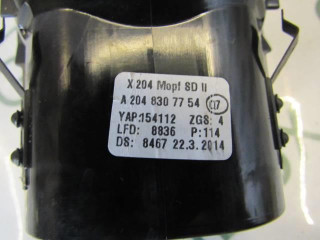 X 204 Mopf SD II
A 204 830 77 54 07
YAP:154112 ZGS: 4
LFD: 8836 P:114
DS: 8467 22.3.2014